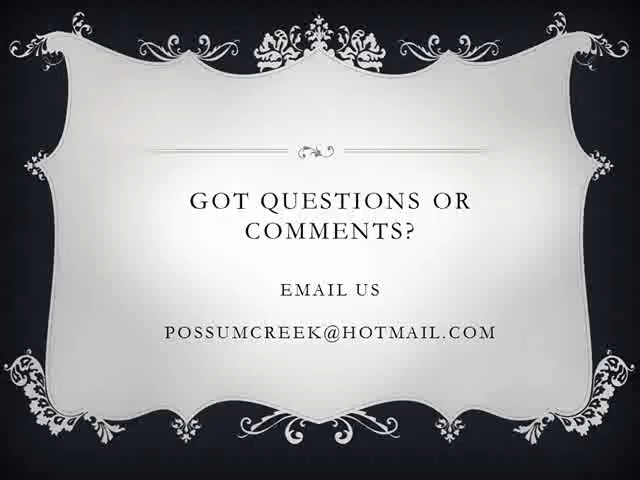 GOT QUESTIONS OR
COMMENTS?
EMAIL US
POSSUMCREEK@HOTMAIL.COM